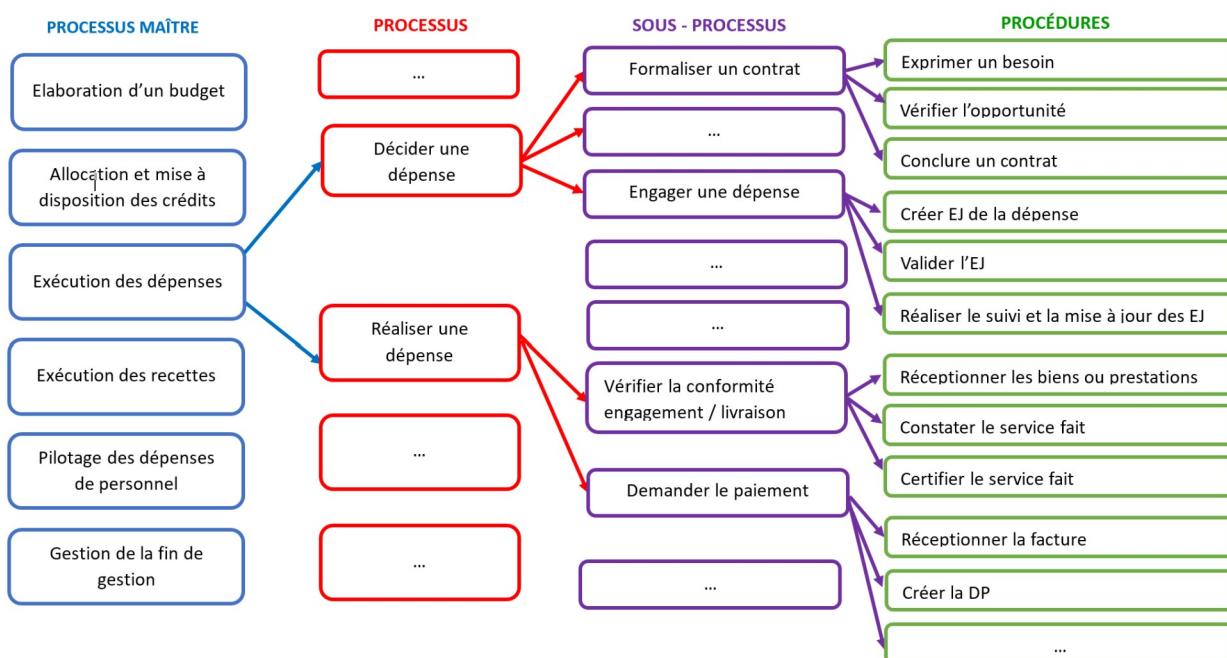 PROCESSUS MAÎTRE
Elaboration d'un budget
Allocation et mise à
disposition des crédits
Exécution des dépenses
Exécution des recettes
Pilotage des dépenses
de personnel
Gestion de la fin de
gestion
PROCESSUS
...
Décider une
dépense
Réaliser une
dépense
...
...
SOUS - PROCESSUS
Formaliser un contrat
...
Engager une dépense
...
...
Vérifier la conformité
engagement / livraison
Demander le paiement
...
PROCÉDURES
Exprimer un besoin
Vérifier l'opportunité
Conclure un contrat
Créer EJ de la dépense
Valider l'EJ
Réaliser le suivi et la mise à jour des EJ
Réceptionner les biens ou prestations
Constater le service fait
Certifier le service fait
Réceptionner la facture
Créer la DP
...